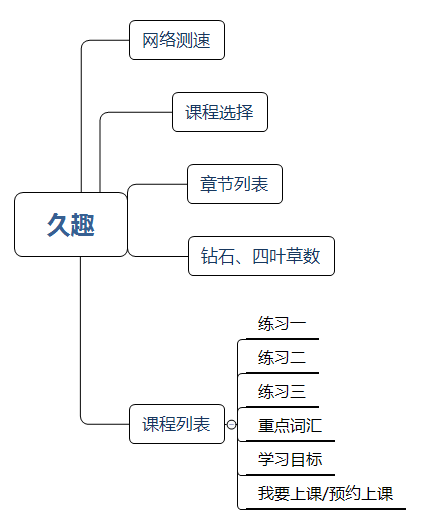 网络测速
课程选择
章节列表
久趣
钻石、四叶草数
练习一
练习二
练习三
课程列表
重点词汇
学习目标
我要上课/预约上课